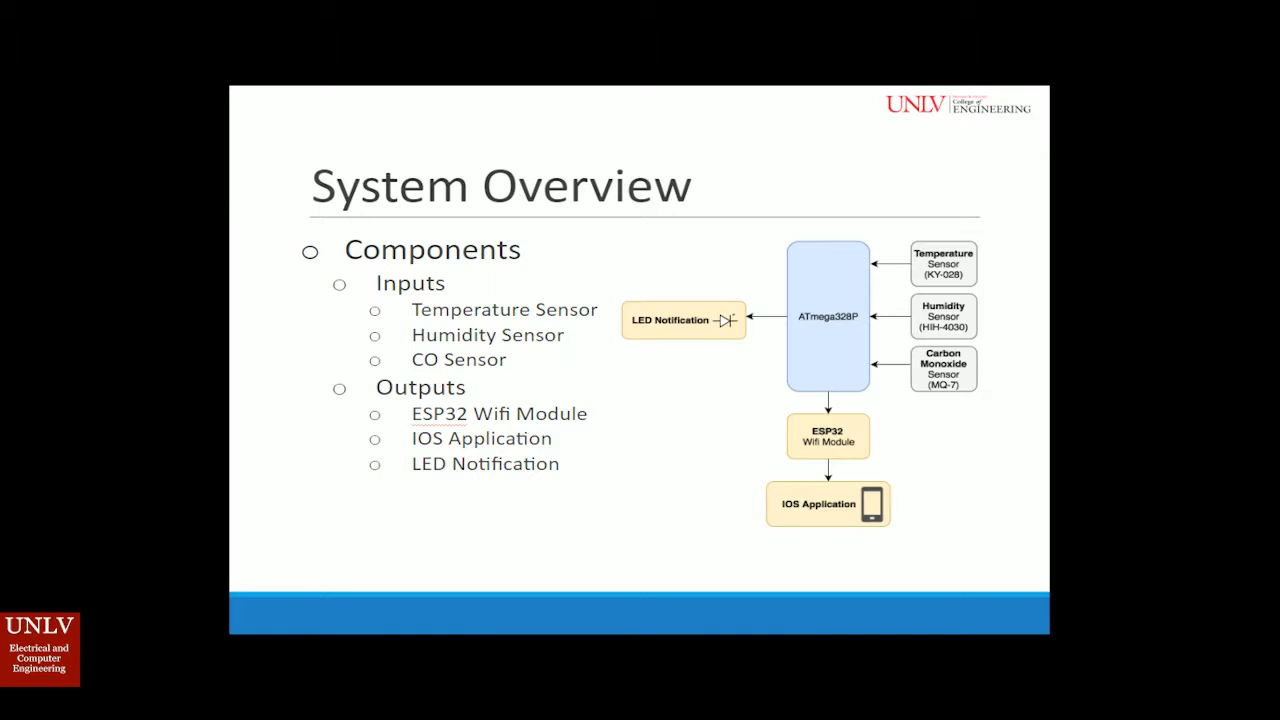 UNLV
College of
ENGINEERING
System Overview
Components
Inputs
Temperature Sensor
Humidity Sensor
CO Sensor
Outputs
ESP32 Wifi Module
IOS Application
LED Notification
LED Notification
ATmega328P
Temperature
Sensor
(KY-028)
Humidity
Sensor
(HIH-4030)
Carbon
Monoxide
Sensor
(MQ-7)
ESP32
Wifi Module
IOS Application
UNLV
Electrical and
Computer
Engineering